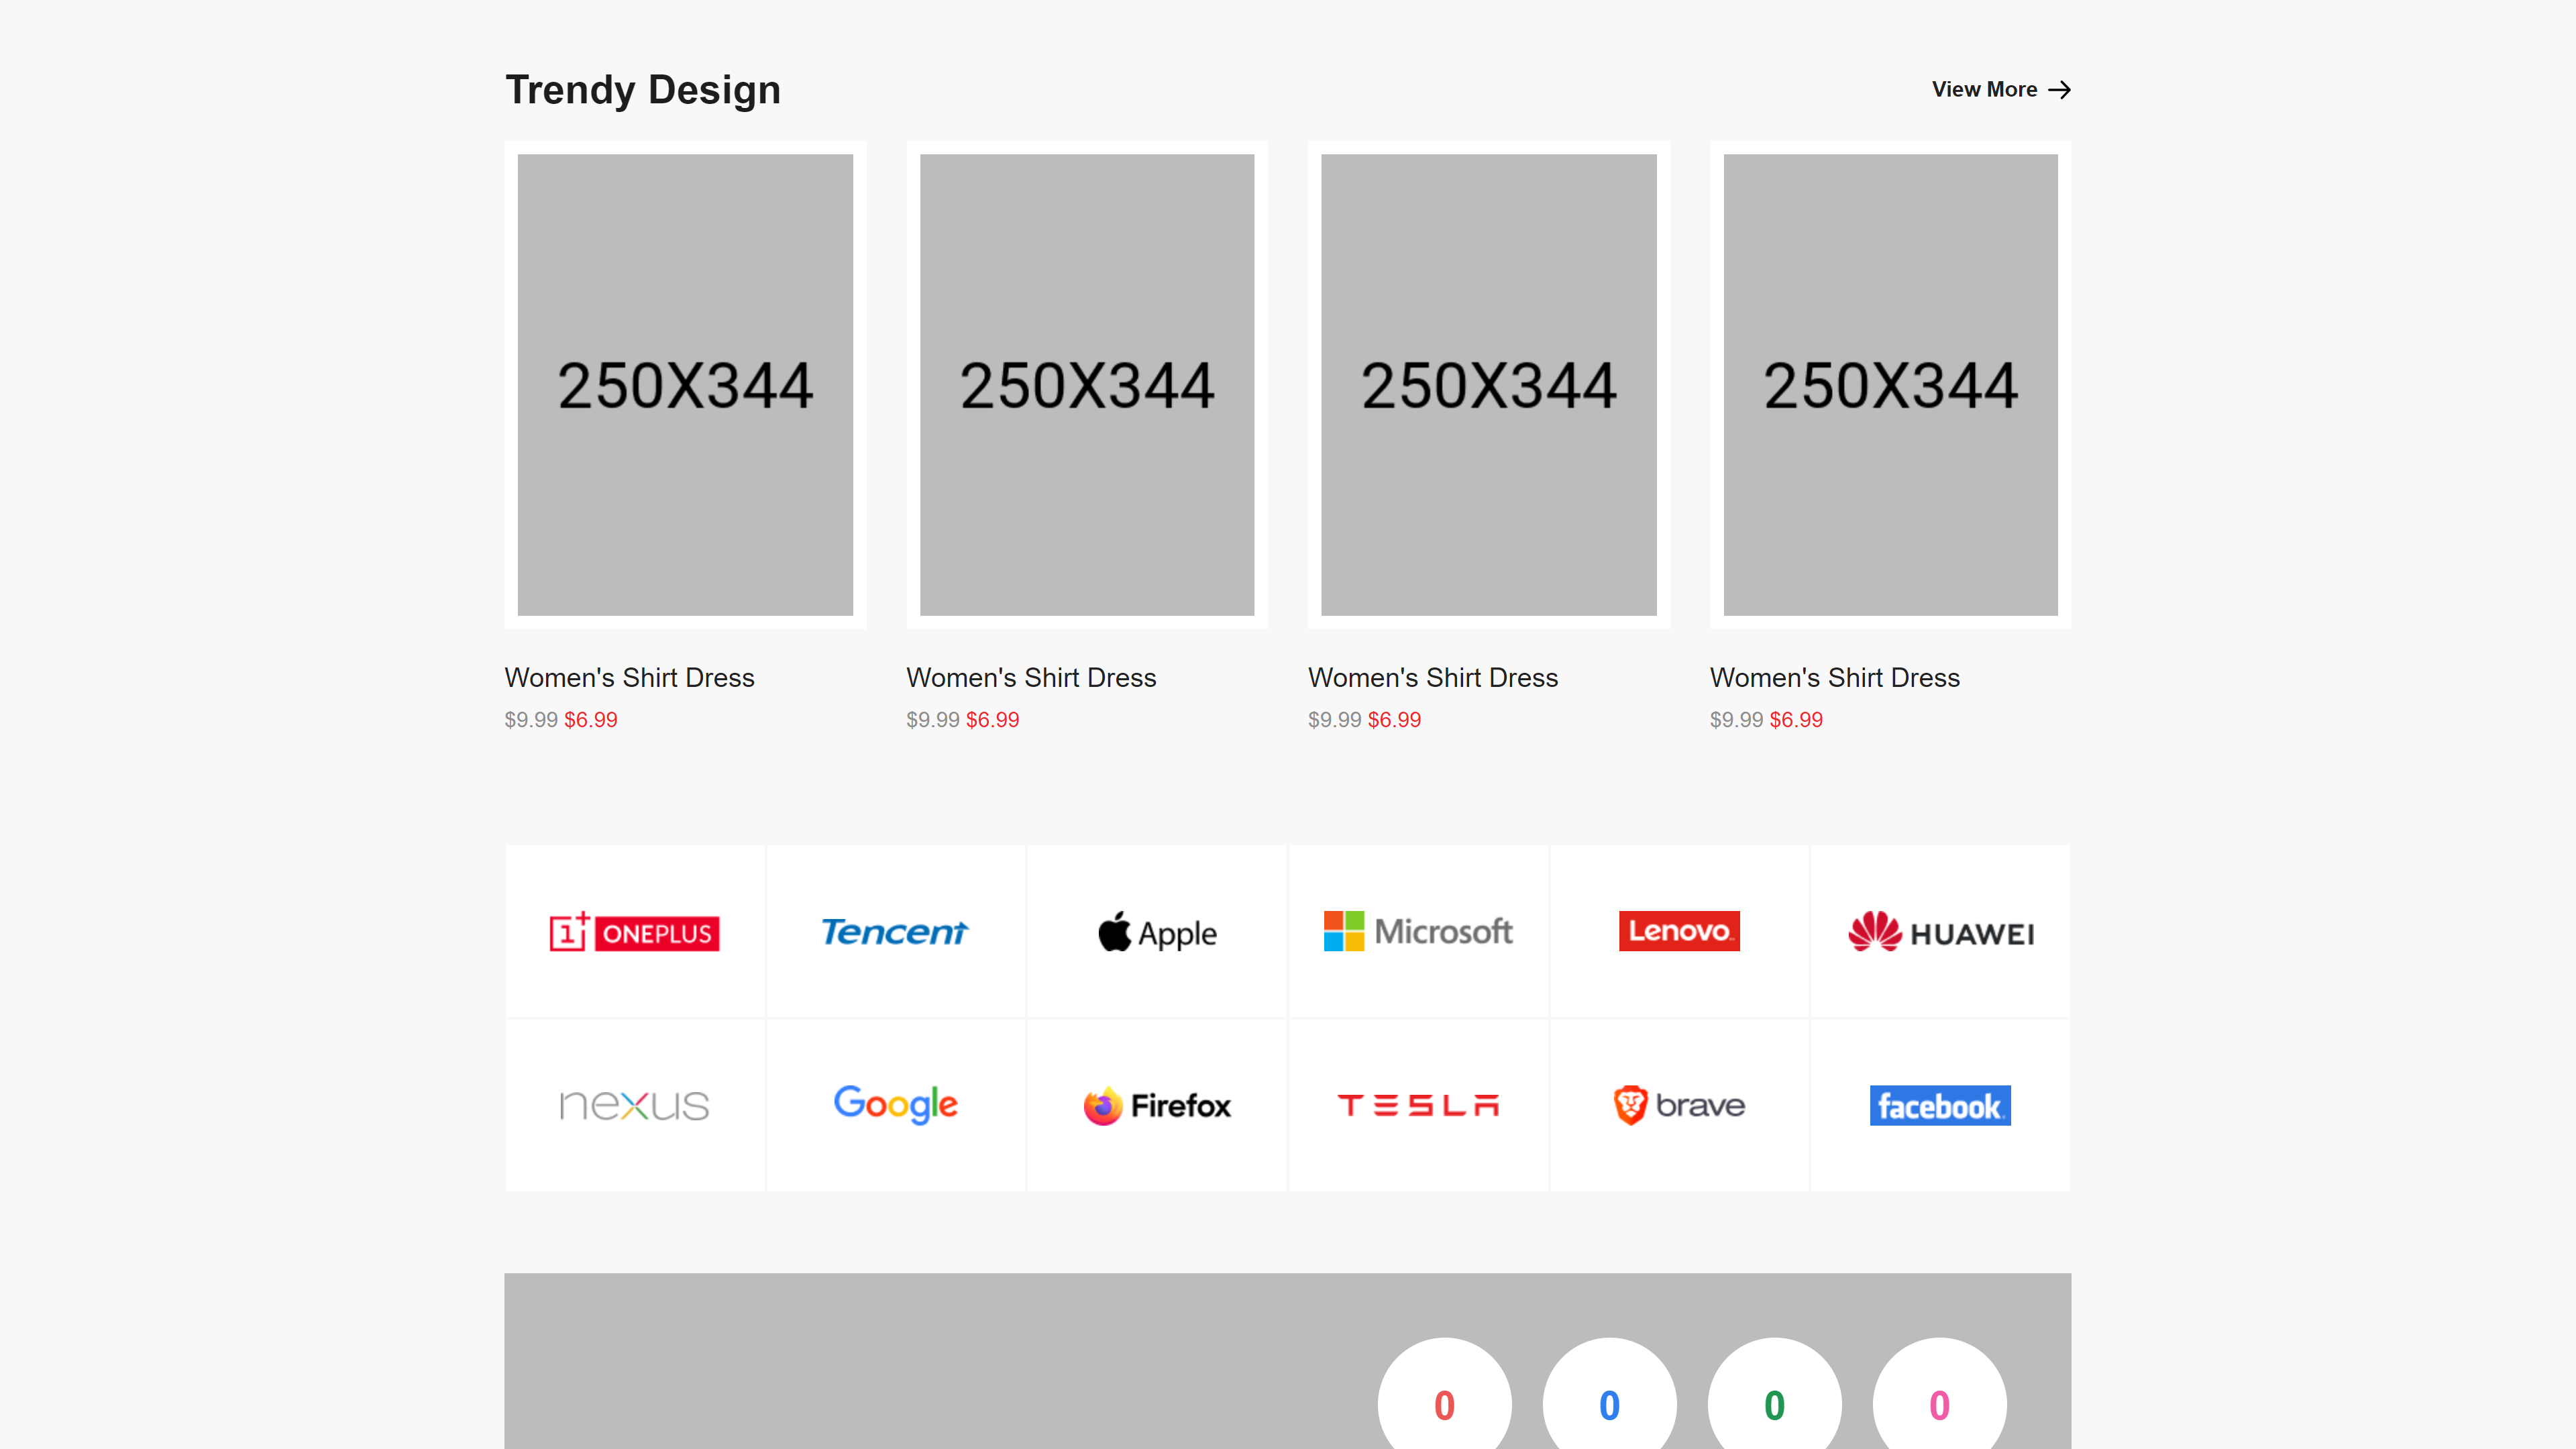 Trendy Design
View More
250X344 250X344 250X344 250X344
Women's Shirt Dress Women's Shirt Dress Women's Shirt Dress Women's Shirt Dress
$9.99 $6.99 $9.99 $6.99 $9.99 $6.99 $9.99 $6.99
1+ ONEPLUS Tencent Apple Microsoft Lenovo HUAWEI
nexus Google Firefox TESLA brave facebook
0 0 0 0